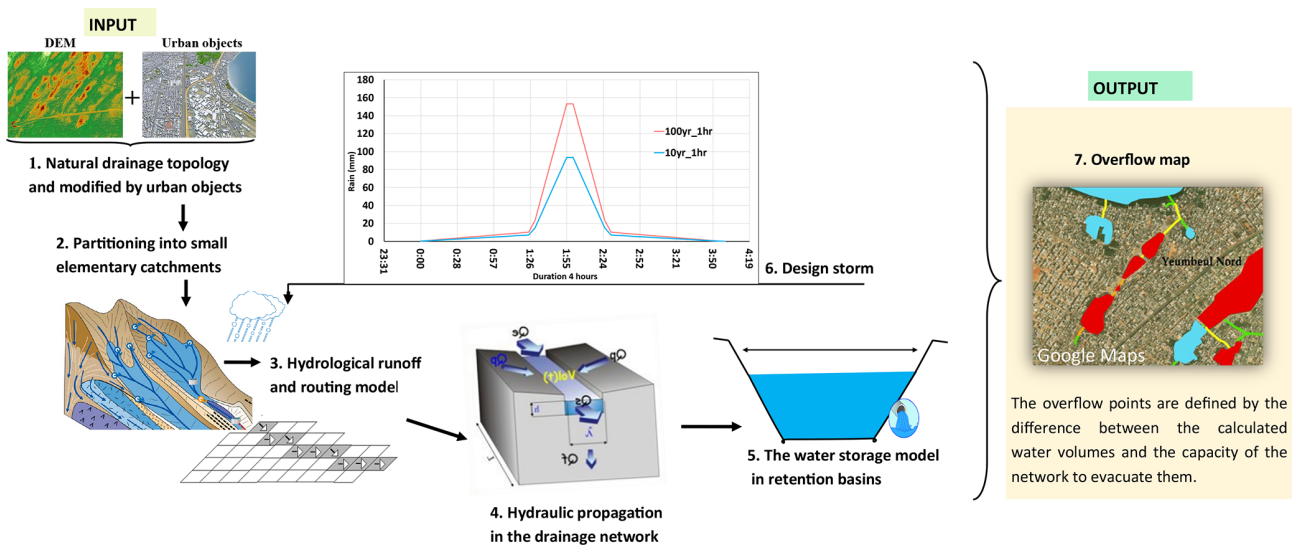 INPUT
DEM
Urban objects
+
1. Natural drainage topology
and modified by urban objects
2. Partitioning into small
elementary catchments
3. Hydrological runoff
and routing model
180
160
140
120
100
80
60
40
20
0
Rain (mm)
23:31
0:00
0:28
0:57
1:26
1:55
2:24
2:52
3:21
3:50
4:19
Duration 4 hours
100yr_1hr
10yr_1hr
6. Design storm
Vol(t)
4. Hydraulic propagation
in the drainage network
5. The water storage model
in retention basins
OUTPUT
7. Overflow map
Yeumbeul Nord
Google Maps
The overflow points are defined by the
difference between the calculated
water volumes and the capacity of the
network to evacuate them.